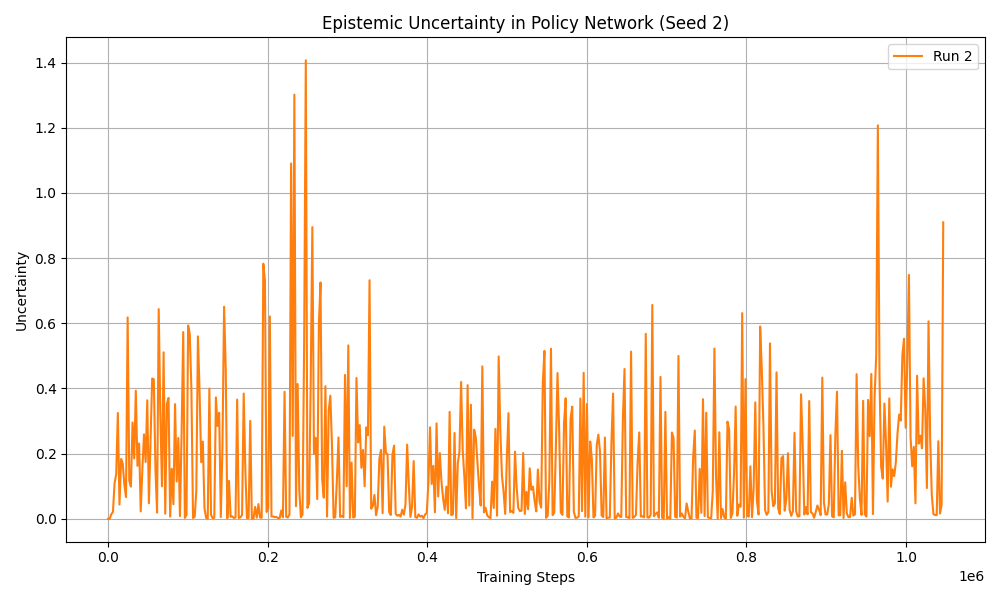 Epistemic Uncertainty in Policy Network (Seed 2)
Run 2
Uncertainty
1.4
1.2
1.0
0.8
0.6
0.4
0.2
0.0
0.0 0.2 0.4 0.6 0.8 1.0
1e6
Training Steps